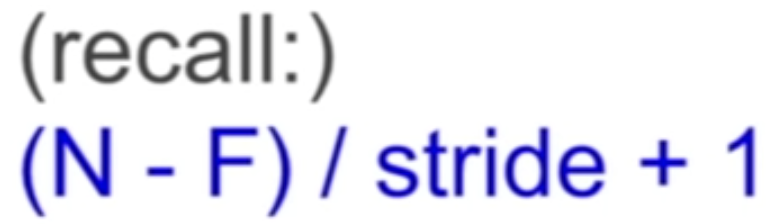 (recall:)
(N - F) / stride + 1